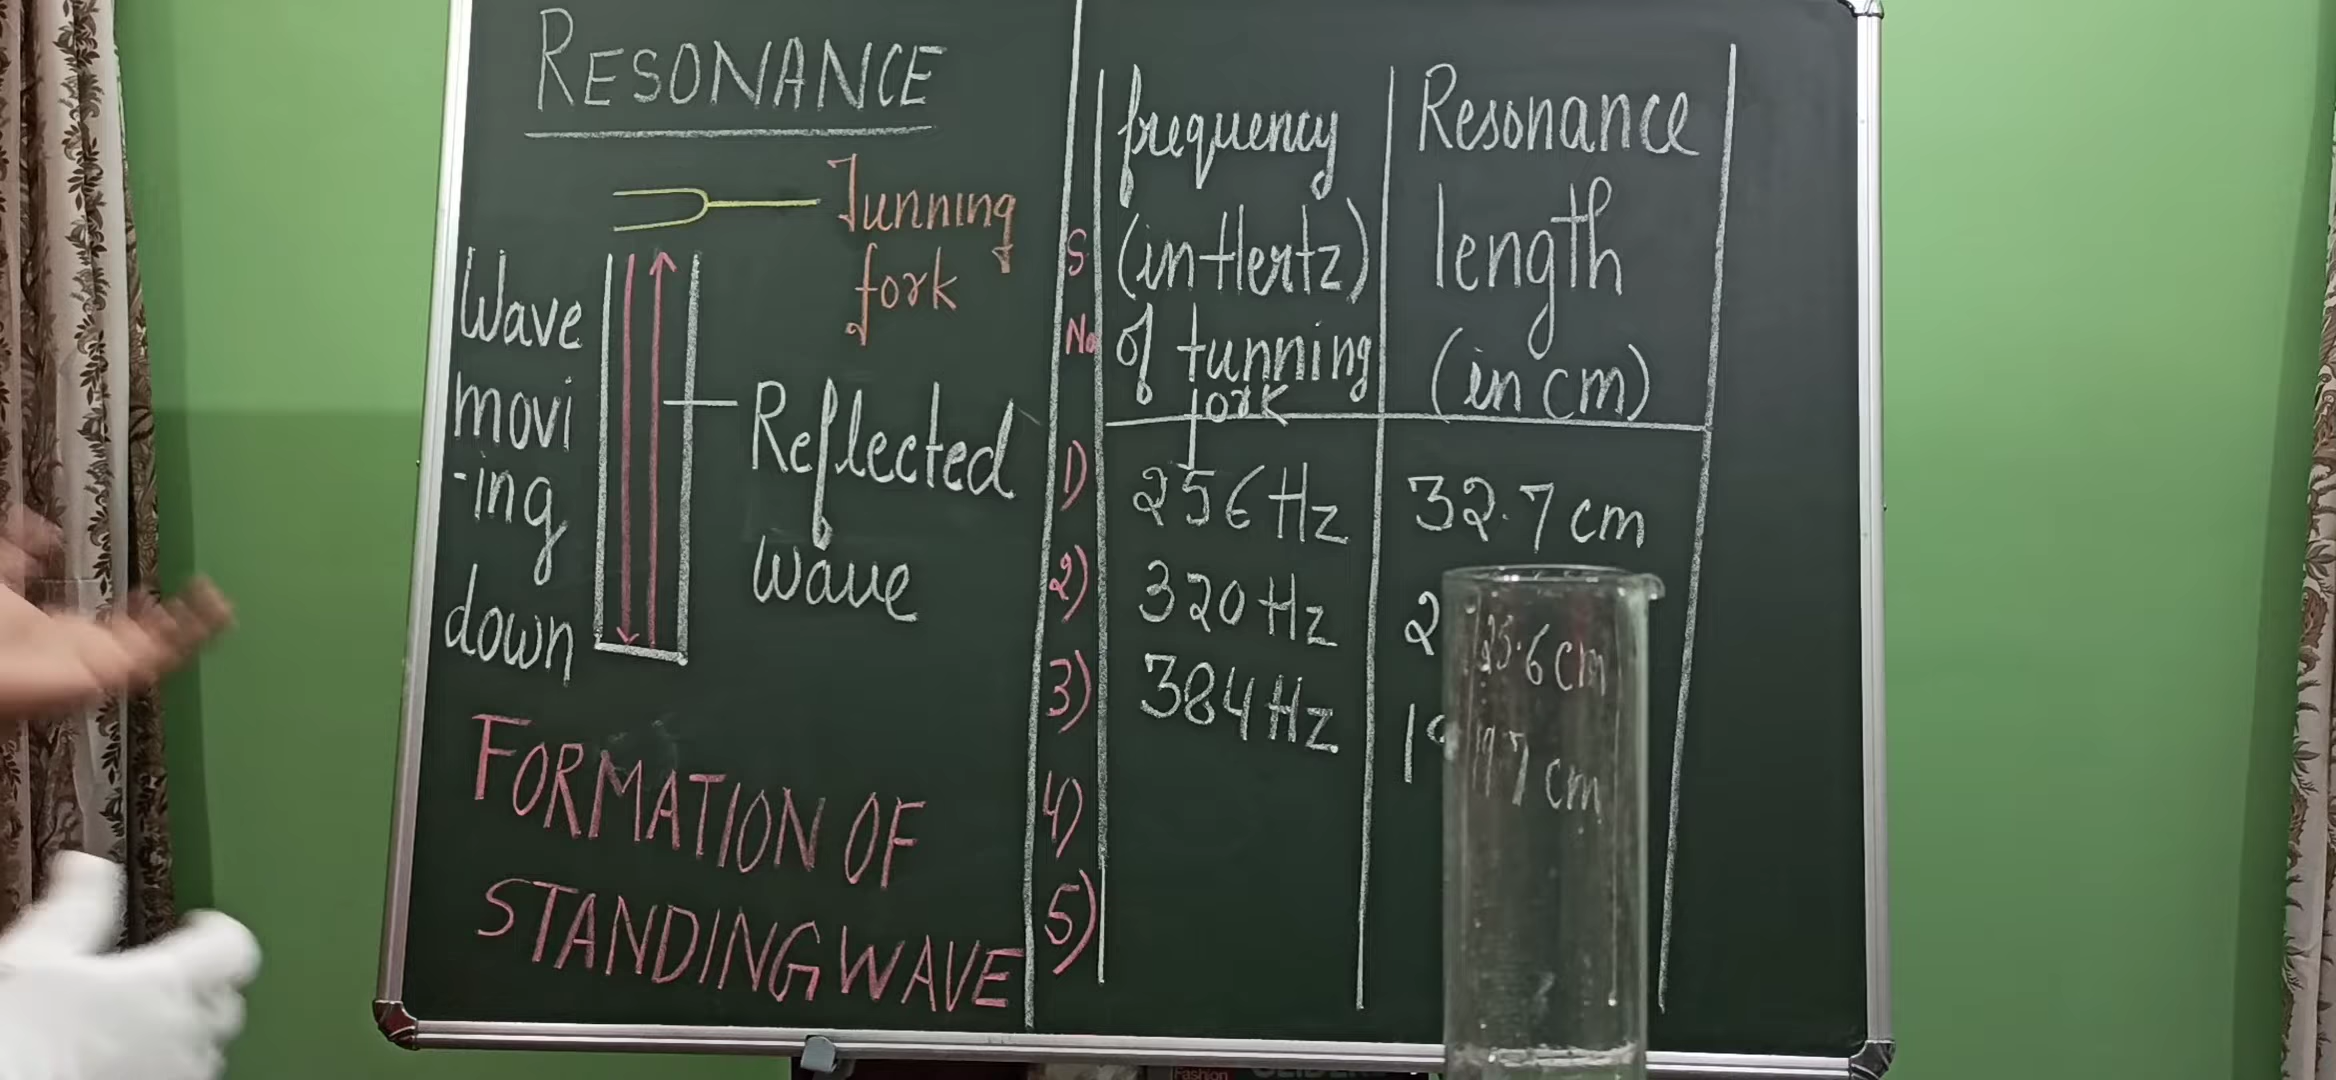 RESONANCE
Tunning
fork
Wave
movi
-ing
down
Reflected
wave
FORMATION OF
STANDING WAVE
S
No
frequency
(in Hertz)
of tunning
fork
Resonance
length
(in cm)
1) 256 Hz 32.7 cm
2) 320 Hz 25.6 cm
3) 384 Hz 19.7 cm
4)
5)
Fashion